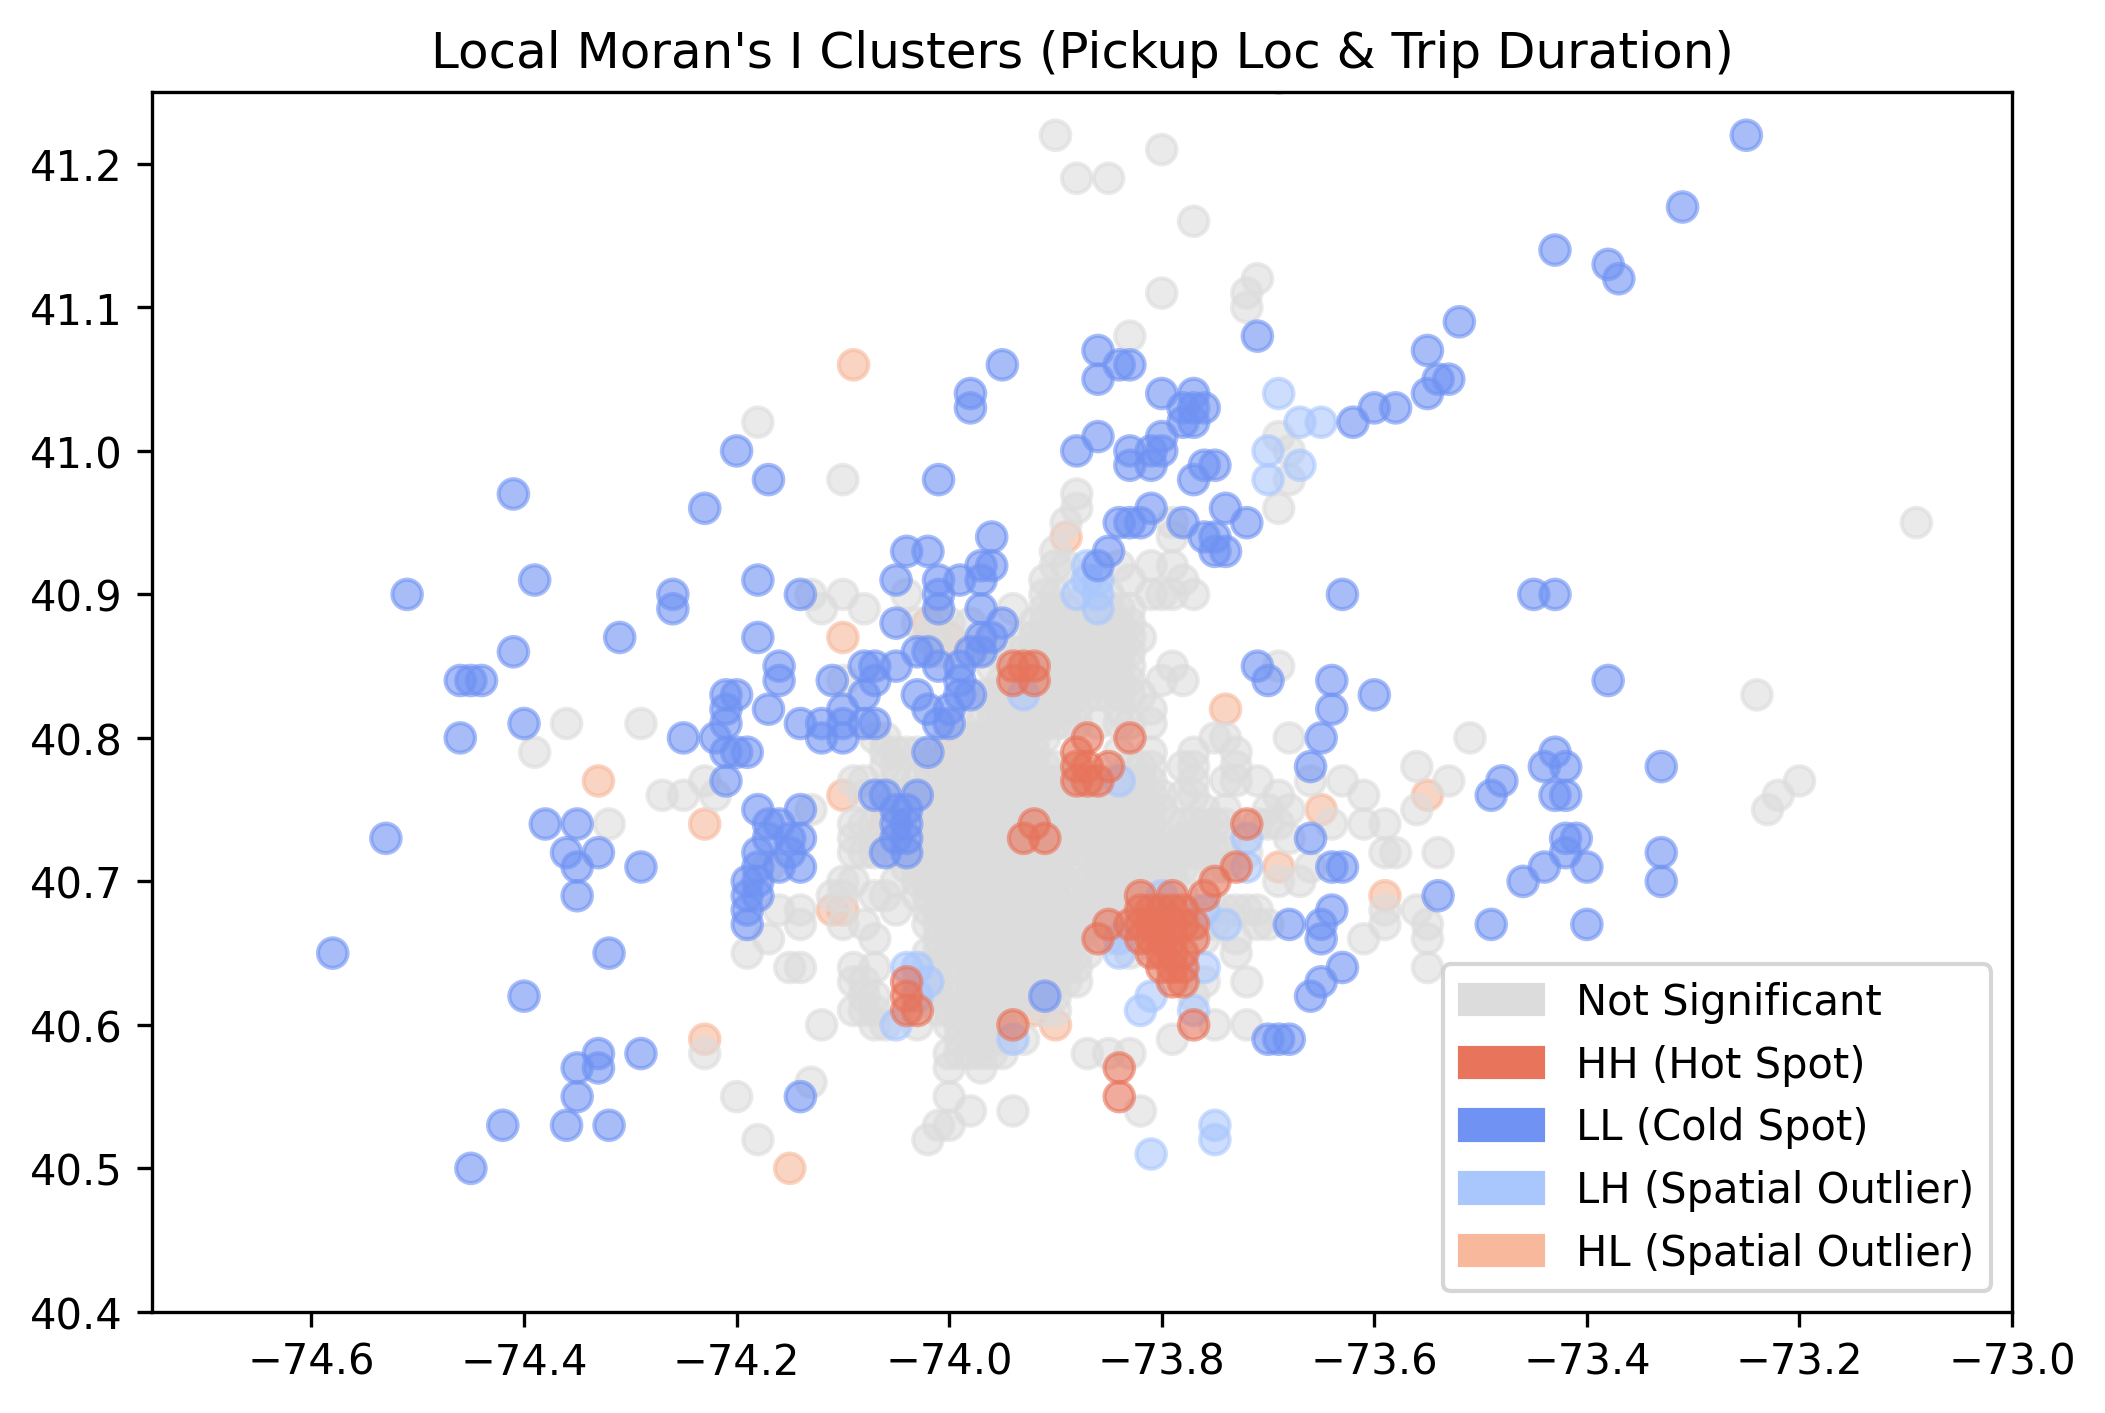 Local Moran's I Clusters (Pickup Loc & Trip Duration)
41.2
41.1
41.0
40.9
40.8
40.7
40.6
40.5
40.4
Not Significant
HH (Hot Spot)
LL (Cold Spot)
LH (Spatial Outlier)
HL (Spatial Outlier)
−74.6 −74.4 −74.2 −74.0 −73.8 −73.6 −73.4 −73.2 −73.0